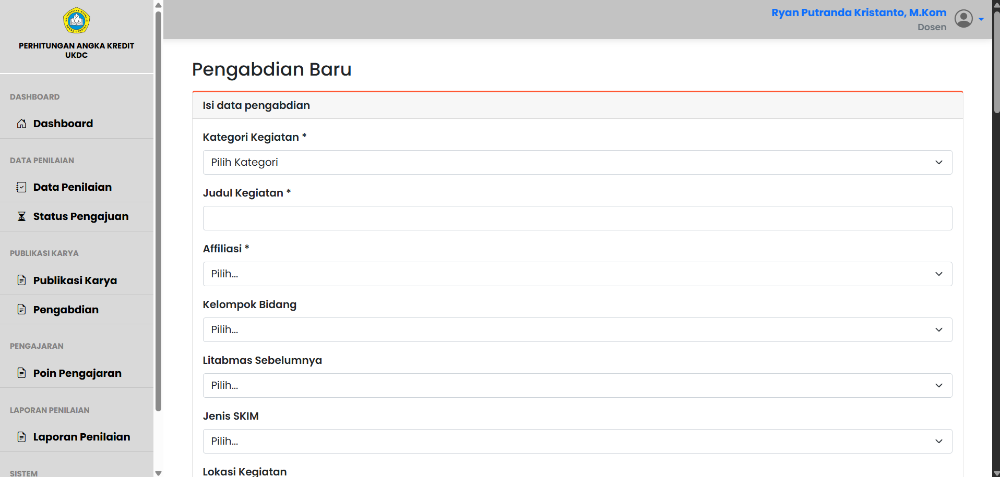 PERHITUNGAN ANGKA KREDIT
UKDC
DASHBOARD
Dashboard
DATA PENILAIAN
Data Penilaian
Status Pengajuan
PUBLIKASI KARYA
Publikasi Karya
Pengabdian
PENGAJARAN
Poin Pengajaran
LAPORAN PENILAIAN
Laporan Penilaian
SISTEM
Ryan Putranda Kristanto, M.Kom
Dosen
Pengabdian Baru
Isi data pengabdian
Kategori Kegiatan *
Pilih Kategori
Judul Kegiatan *
Affiliasi *
Pilih...
Kelompok Bidang
Pilih...
Litabmas Sebelumnya
Pilih...
Jenis SKIM
Pilih...
Lokasi Kegiatan